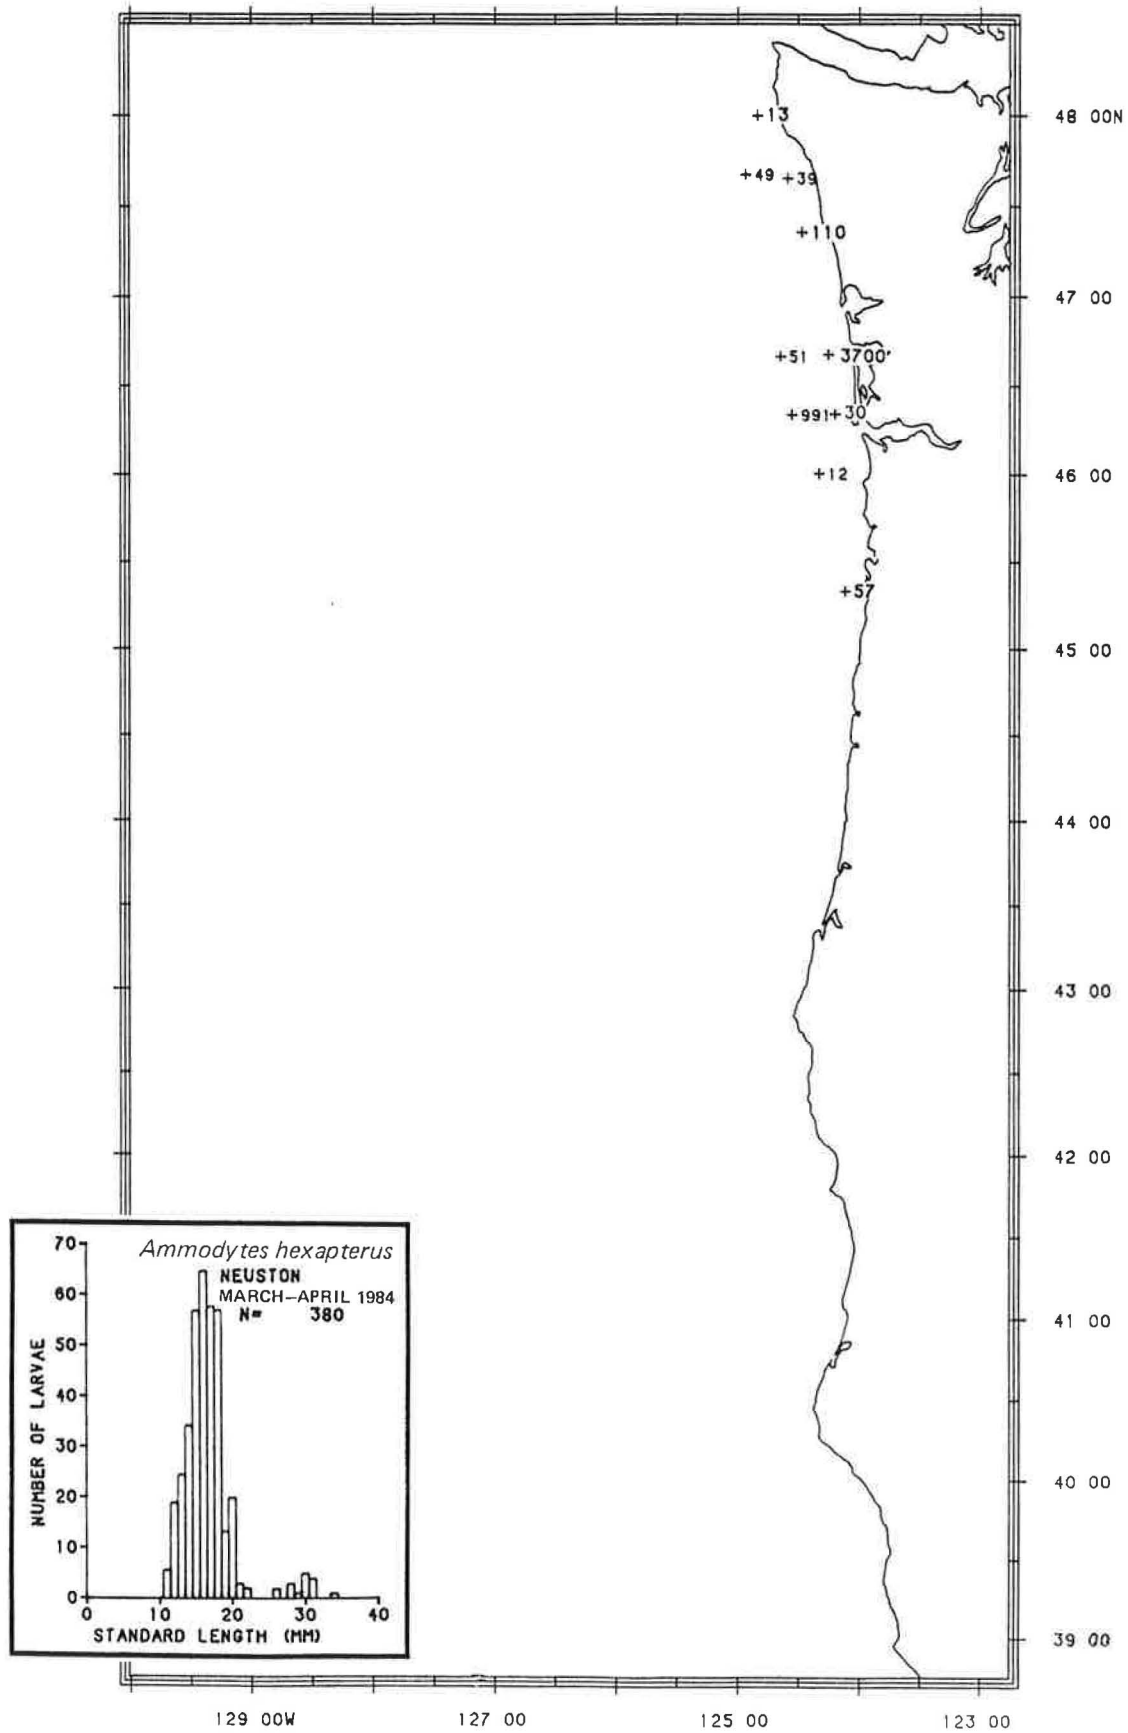 +13
48 00N
+49 +39
+110
47 00
+51 +3700'
+991+30
+12
46 00
+57
45 00
44 00
43 00
42 00
41 00
40 00
39 00
129 00W 127 00 125 00 123 00
Ammodytes hexapterus
NEUSTON
MARCH–APRIL 1984
N= 380
NUMBER OF LARVAE
70
60
50
40
30
20
10
0
0 10 20 30 40
STANDARD LENGTH (MM)